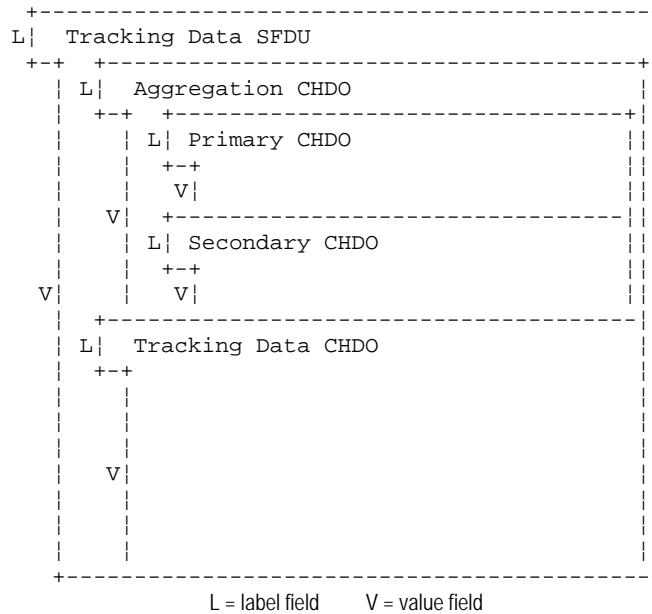 L Tracking Data SFDU
L Aggregation CHDO
L Primary CHDO
V
V
L Secondary CHDO
V V
L Tracking Data CHDO
V
L = label field V = value field